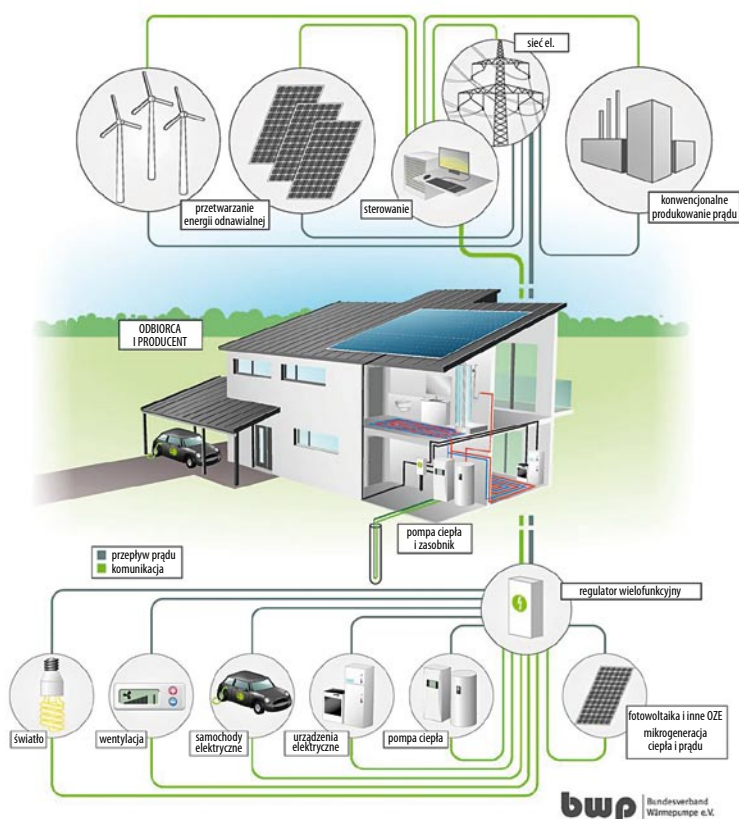 sieć el.
przetwarzanie
energii odnawialnej
sterowanie
konwencjonalne
produkowanie prądu
ODBIORCA
I PRODUCENT
pompa ciepła
i zasobnik
przepływ prądu
komunikacja
regulator wielofunkcyjny
światło
wentylacja
samochody
elektryczne
urządzenia
elektryczne
pompa ciepła
fotowoltaika i inne OZE
mikrogeneracja
ciepła i prądu
bwp
Bundesverband
Wärmepumpe e.V.